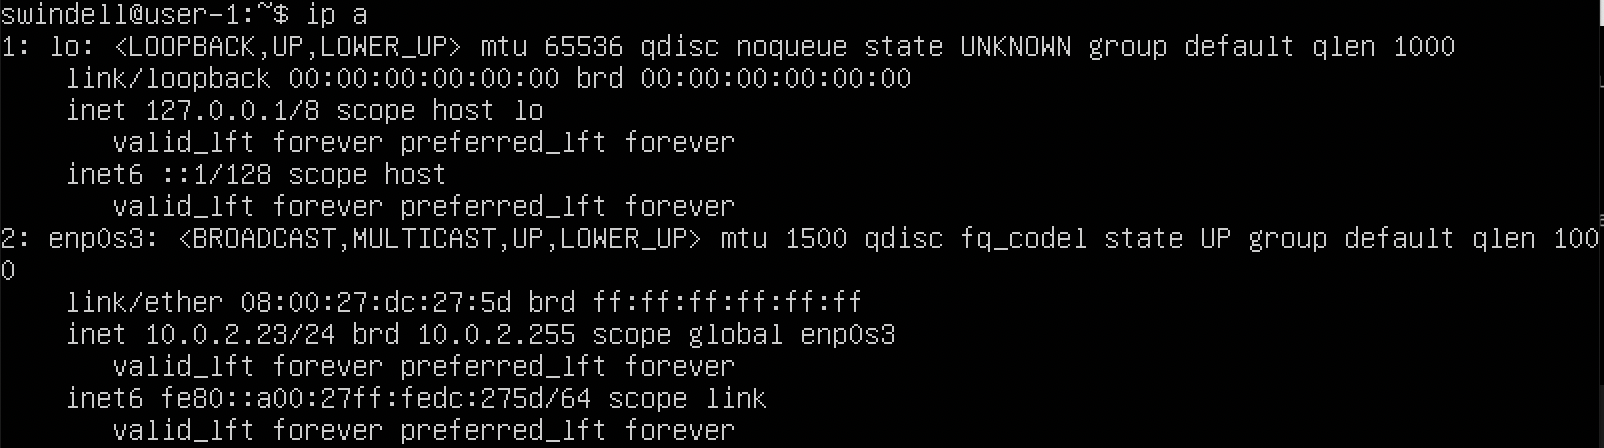 swindell@user-1:~$ ip a
1: lo: <LOOPBACK,UP,LOWER_UP> mtu 65536 qdisc noqueue state UNKNOWN group default qlen 1000
    link/loopback 00:00:00:00:00:00 brd 00:00:00:00:00:00
    inet 127.0.0.1/8 scope host lo
       valid_lft forever preferred_lft forever
    inet6 ::1/128 scope host
       valid_lft forever preferred_lft forever
2: enp0s3: <BROADCAST,MULTICAST,UP,LOWER_UP> mtu 1500 qdisc fq_codel state UP group default qlen 100
0
    link/ether 08:00:27:dc:27:5d brd ff:ff:ff:ff:ff:ff
    inet 10.0.2.23/24 brd 10.0.2.255 scope global enp0s3
       valid_lft forever preferred_lft forever
    inet6 fe80::a00:27ff:fedc:275d/64 scope link
       valid_lft forever preferred_lft forever